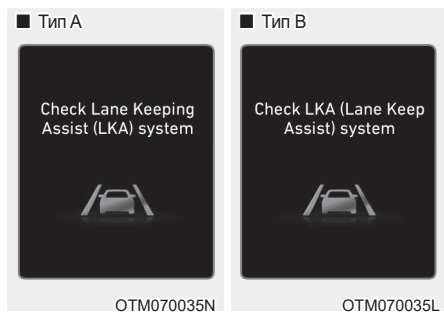 ■ Тип A
Check Lane Keeping
Assist (LKA) system
OTM070035N
■ Тип B
Check LKA (Lane Keep
Assist) system
OTM070035L